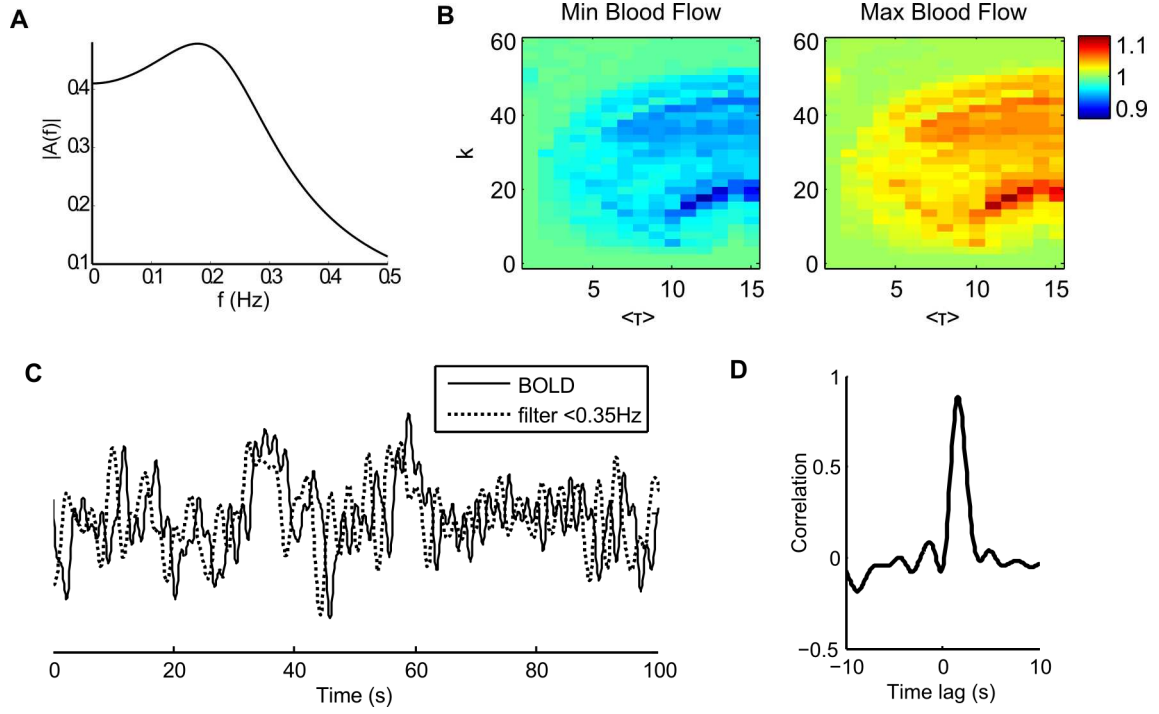 A
|A(f)|
0.4
0.3
0.2
0.1
0
0.1
0.2
0.3
0.4
0.5
f (Hz)
B
Min Blood Flow
Max Blood Flow
k
60
40
20
0
5
10
15
<τ>
60
40
20
0
5
10
15
<τ>
1.1
1
0.9
C
BOLD
filter <0.35Hz
0
20
40
60
80
100
Time (s)
D
Correlation
1
0.5
0
−0.5
−10
0
10
Time lag (s)